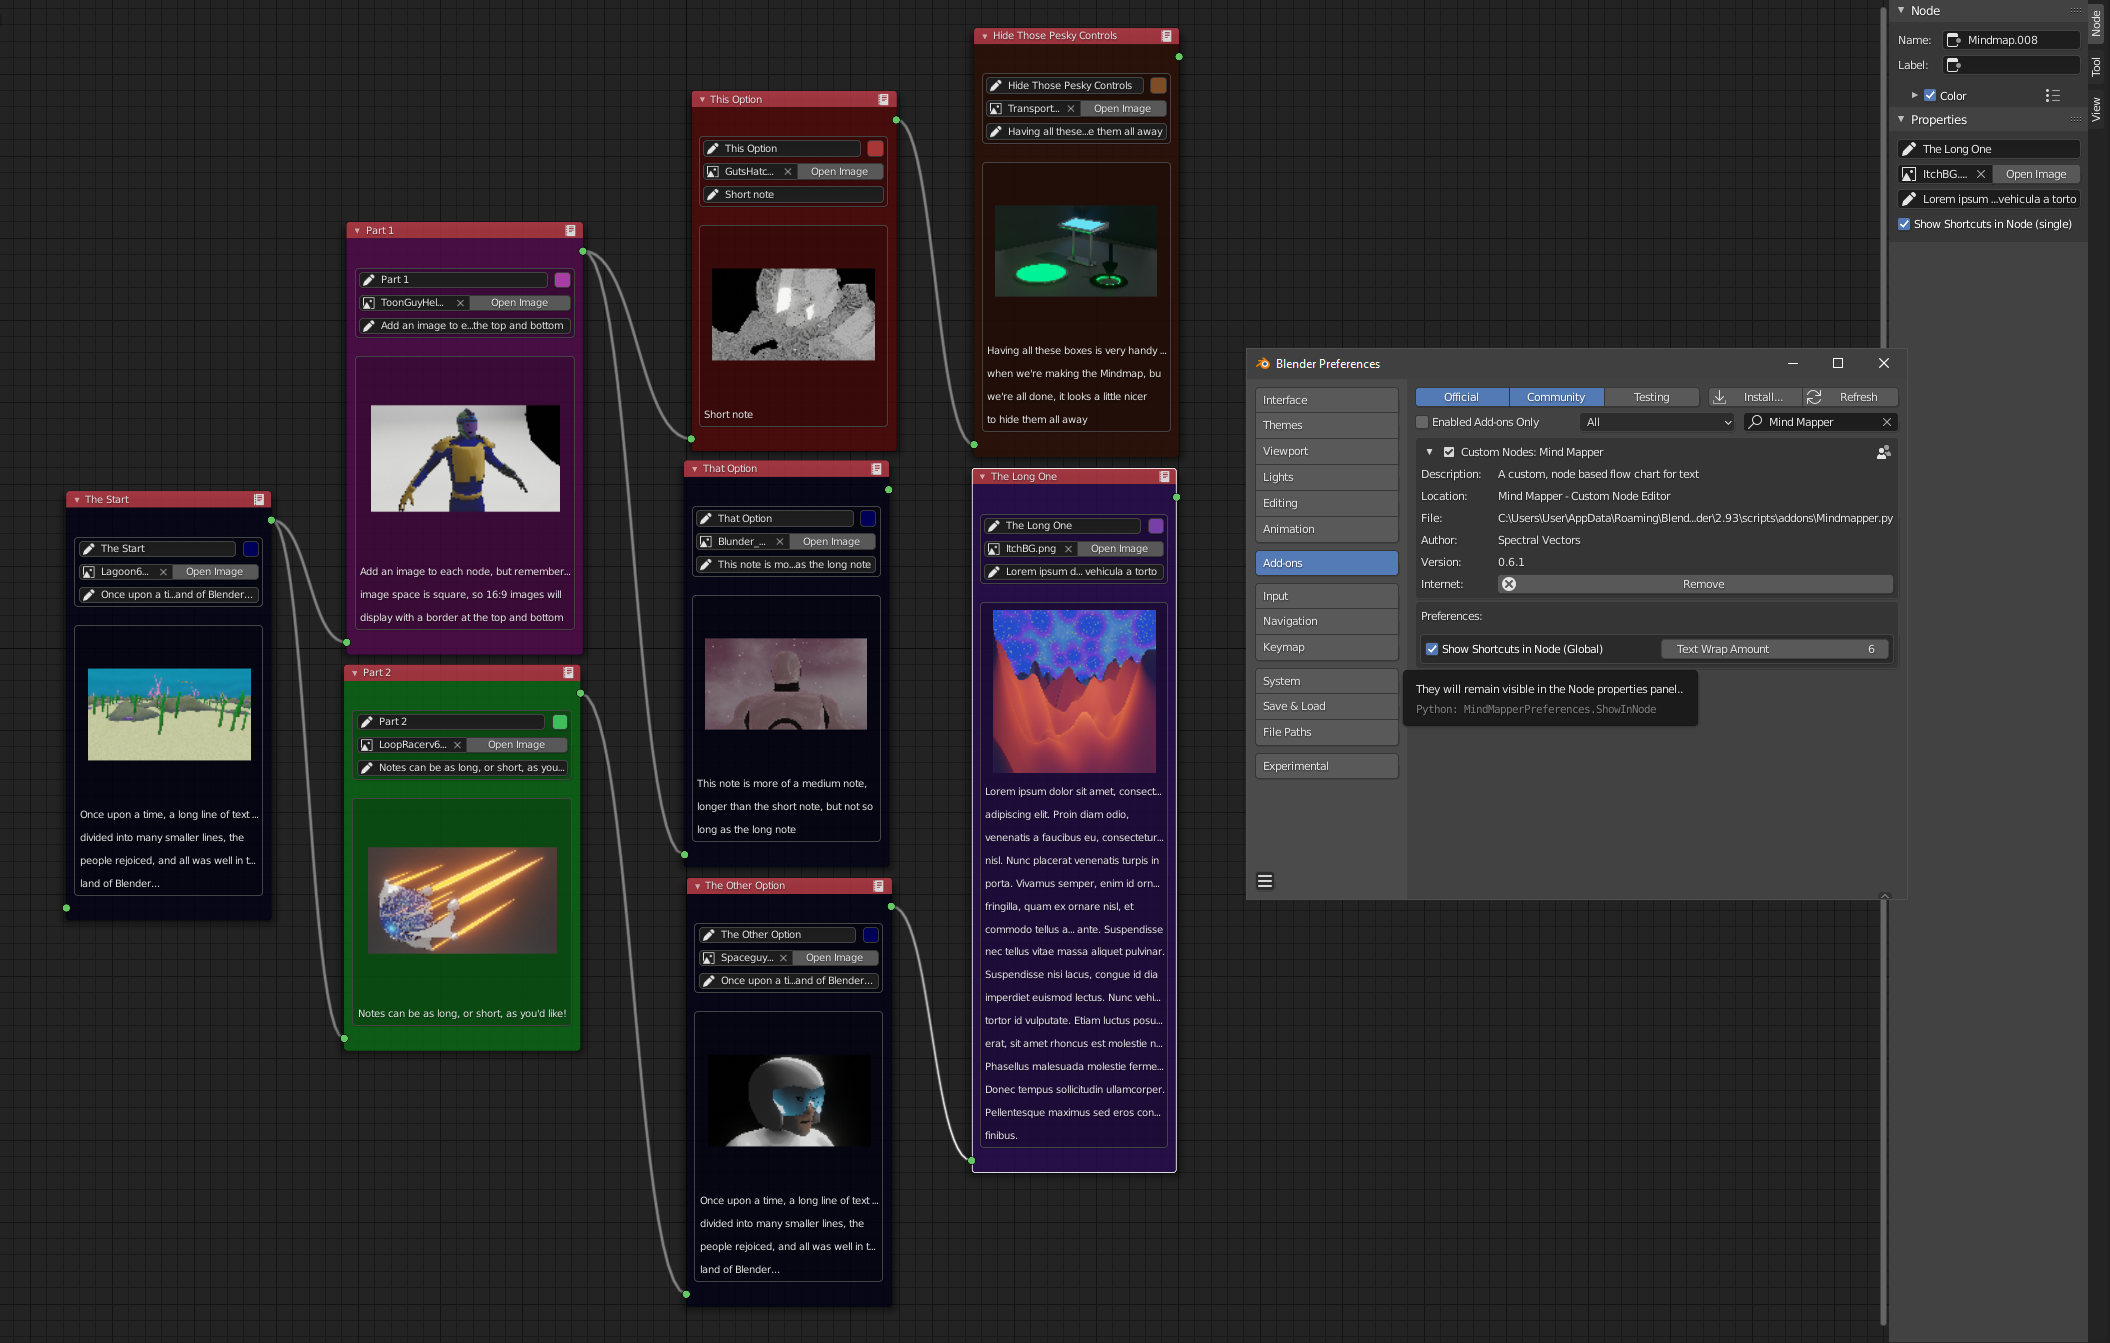 The Start
The Start
Lagoon6...
Open Image
Once upon a ti...and of Blender...
Once upon a time, a long line of text ...
divided into many smaller lines, the
people rejoiced, and all was well in t...
land of Blender...
Part 1
Part 1
ToonGuyHel...
Open Image
Add an image to e...the top and bottom
Add an image to each node, but remember...
image space is square, so 16:9 images will
display with a border at the top and bottom
Part 2
Part 2
LoopRacerv6...
Open Image
Notes can be as long, or short, as you...
Notes can be as long, or short, as you'd like!
This Option
This Option
GutsHatc...
Open Image
Short note
Short note
That Option
That Option
Blunder_...
Open Image
This note is mo...as the long note
This note is more of a medium note,
longer than the short note, but not so
long as the long note
The Other Option
The Other Option
Spaceguy...
Open Image
Once upon a ti...and of Blender...
Once upon a time, a long line of text ...
divided into many smaller lines, the
people rejoiced, and all was well in t...
land of Blender...
Hide Those Pesky Controls
Hide Those Pesky Controls
Transport...
Open Image
Having all these...e them all away
Having all these boxes is very handy ...
when we're making the Mindmap, bu
we're all done, it looks a little nicer
to hide them all away
The Long One
The Long One
ItchBG.png
Open Image
Lorem ipsum d... vehicula a torto
Lorem ipsum dolor sit amet, consect...
adipiscing elit. Proin diam odio,
venenatis a faucibus eu, consectetur...
nisl. Nunc placerat venenatis turpis in
porta. Vivamus semper, enim id orn...
fringilla, quam ex ornare nisl, et
commodo tellus a... ante. Suspendisse
nec tellus vitae massa aliquet pulvinar.
Suspendisse nisi lacus, congue id dia
imperdiet euismod lectus. Nunc vehi...
tortor id vulputate. Etiam luctus posu...
erat, sit amet rhoncus est molestie n...
Phasellus malesuada molestie ferme...
Donec tempus sollicitudin ullamcorper.
Pellentesque maximus sed eros con...
finibus.
Blender Preferences
Interface
Themes
Viewport
Lights
Editing
Animation
Add-ons
Input
Navigation
Keymap
System
Save & Load
File Paths
Experimental
Official Community Testing Install... Refresh
Enabled Add-ons Only All Mind Mapper
Custom Nodes: Mind Mapper
Description: A custom, node based flow chart for text
Location: Mind Mapper - Custom Node Editor
File: C:\Users\User\AppData\Roaming\Blend...der\2.93\scripts\addons\Mindmapper.py
Author: Spectral Vectors
Version: 0.6.1
Internet: Remove
Preferences:
Show Shortcuts in Node (Global) Text Wrap Amount 6
They will remain visible in the Node properties panel..
Python: MindMapperPreferences.ShowInNode
Node
Name: Mindmap.008
Label:
Color
Properties
The Long One
ItchBG....
Open Image
Lorem ipsum ...vehicula a torto
Show Shortcuts in Node (single)
Node
Tool
View